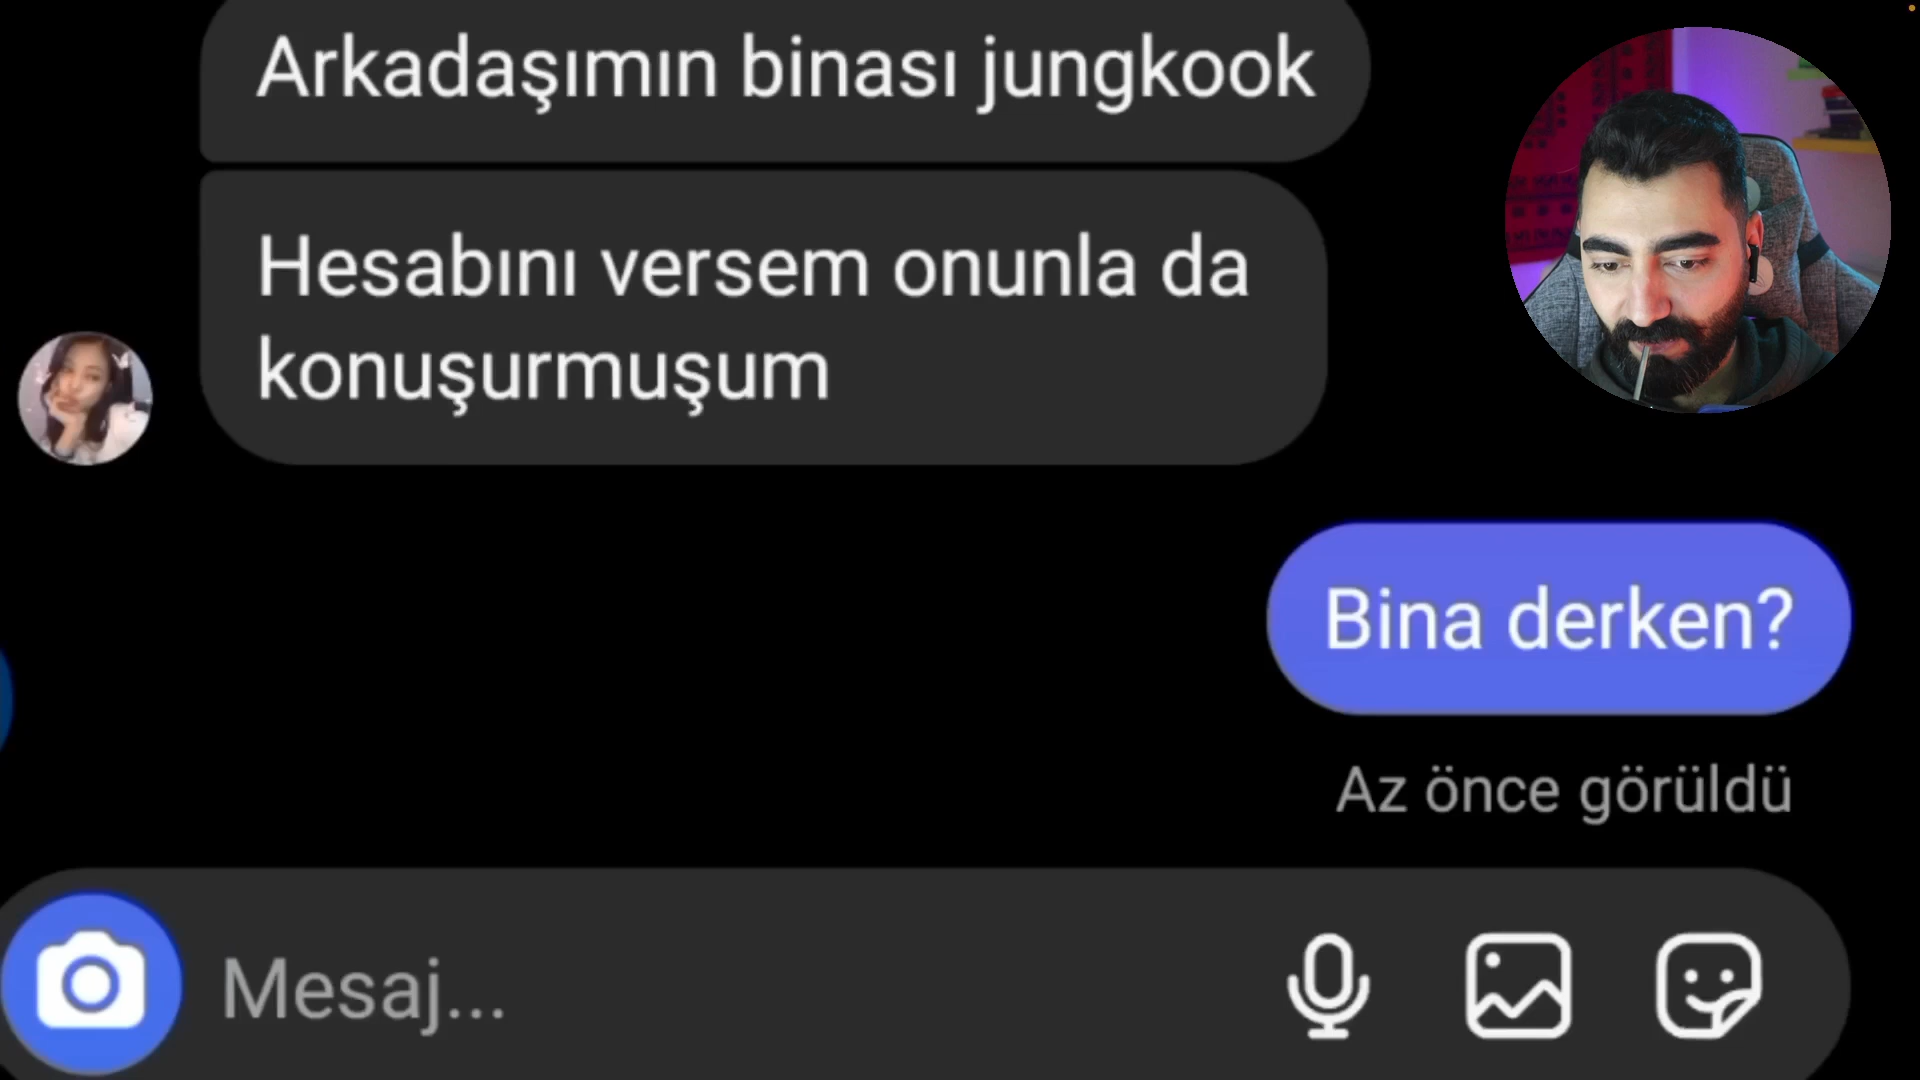 Arkadaşımın binası jungkook
Hesabını versem onunla da
konuşurmuşum
Bina derken?
Az önce görüldü
Mesaj...